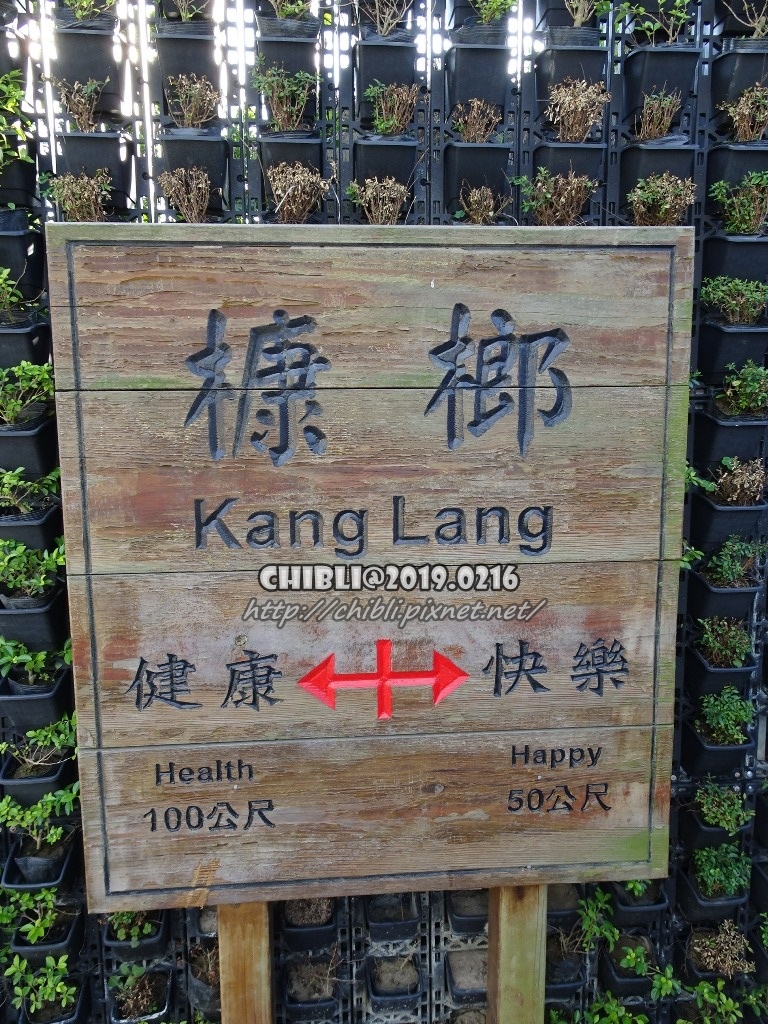 槺榔
Kang Lang
CHIBLI@2019.0216
http://chibli.pixnet.net/
健康 快樂
Health Happy
100公尺 50公尺